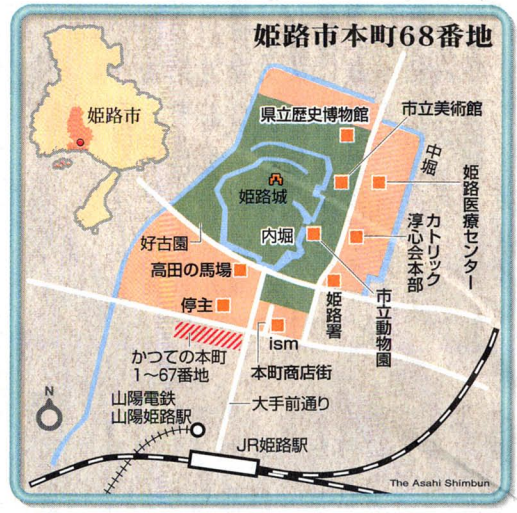 姫路市本町68番地
姫路市
県立歴史博物館
市立美術館
中堀
姫路医療センター
姫路城
カトリック
淳心会本部
内堀
好古園
高田の馬場
姫路署
市立動物園
停主
ism
かつての本町
1〜67番地
本町商店街
大手前通り
山陽電鉄
山陽姫路駅
N
JR姫路駅
The Asahi Shimbun